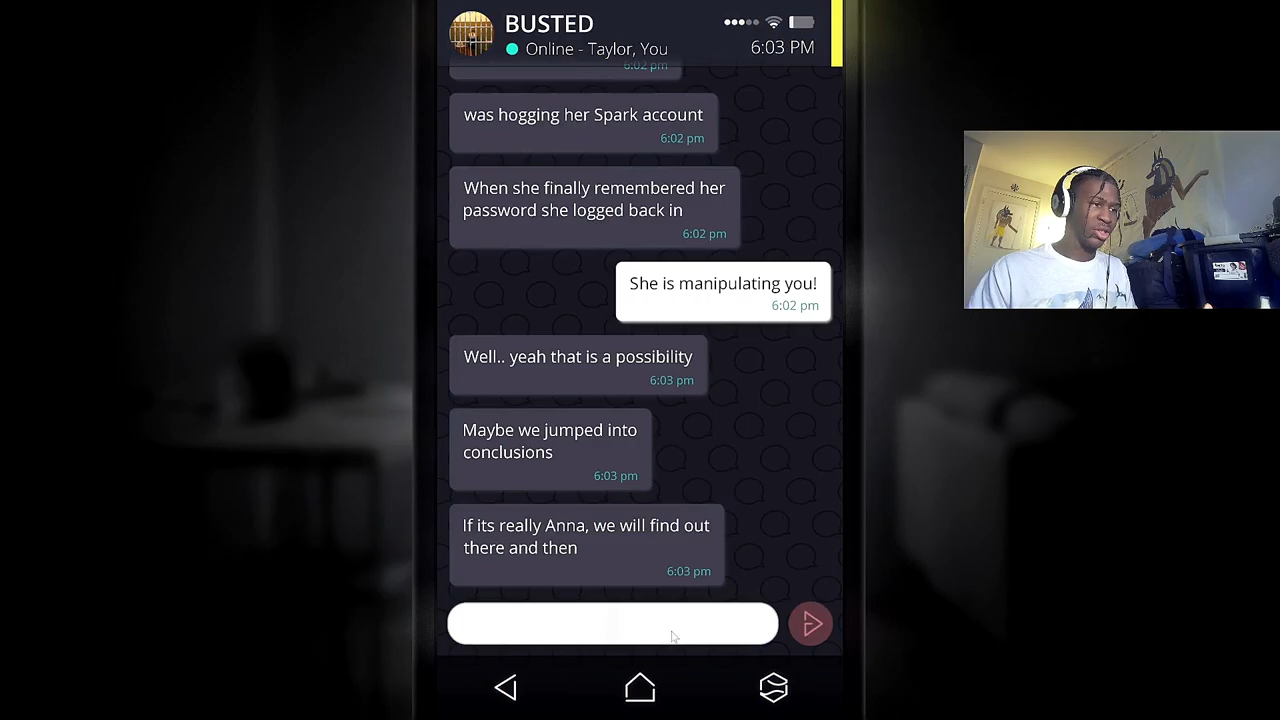 BUSTED
Online - Taylor, You
6:03 PM
6:02 pm
was hogging her Spark account
6:02 pm
When she finally remembered her
password she logged back in
6:02 pm
She is manipulating you!
6:02 pm
Well.. yeah that is a possibility
6:03 pm
Maybe we jumped into
conclusions
6:03 pm
If its really Anna, we will find out
there and then
6:03 pm